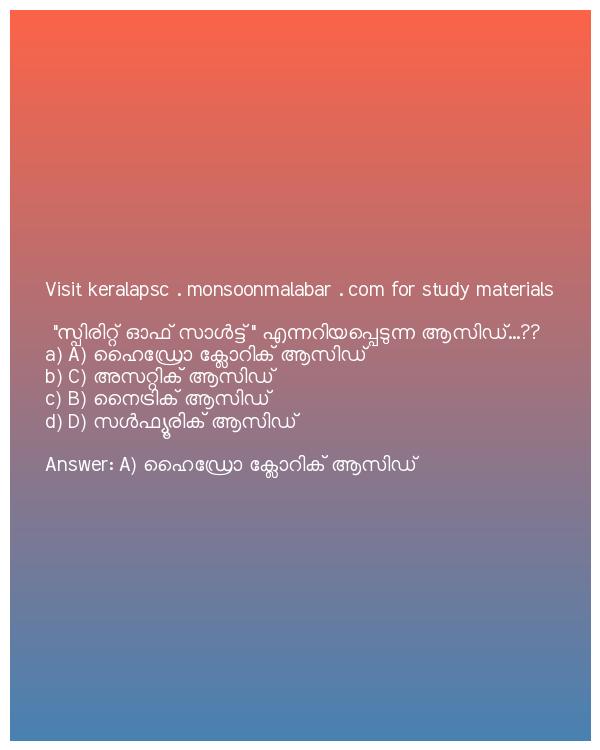 Visit keralapsc . monsoonmalabar . com for study materials
"സ്പിരിറ്റ് ഓഫ് സാൾട്ട് " എന്നറിയപ്പെടുന്ന ആസിഡ്...??
a) A) ഹൈഡ്രോ ക്ലോറിക് ആസിഡ്
b) C) അസറ്റിക് ആസിഡ്
c) B) നൈട്രിക് ആസിഡ്
d) D) സൾഫ്യൂരിക് ആസിഡ്
Answer: A) ഹൈഡ്രോ ക്ലോറിക് ആസിഡ്